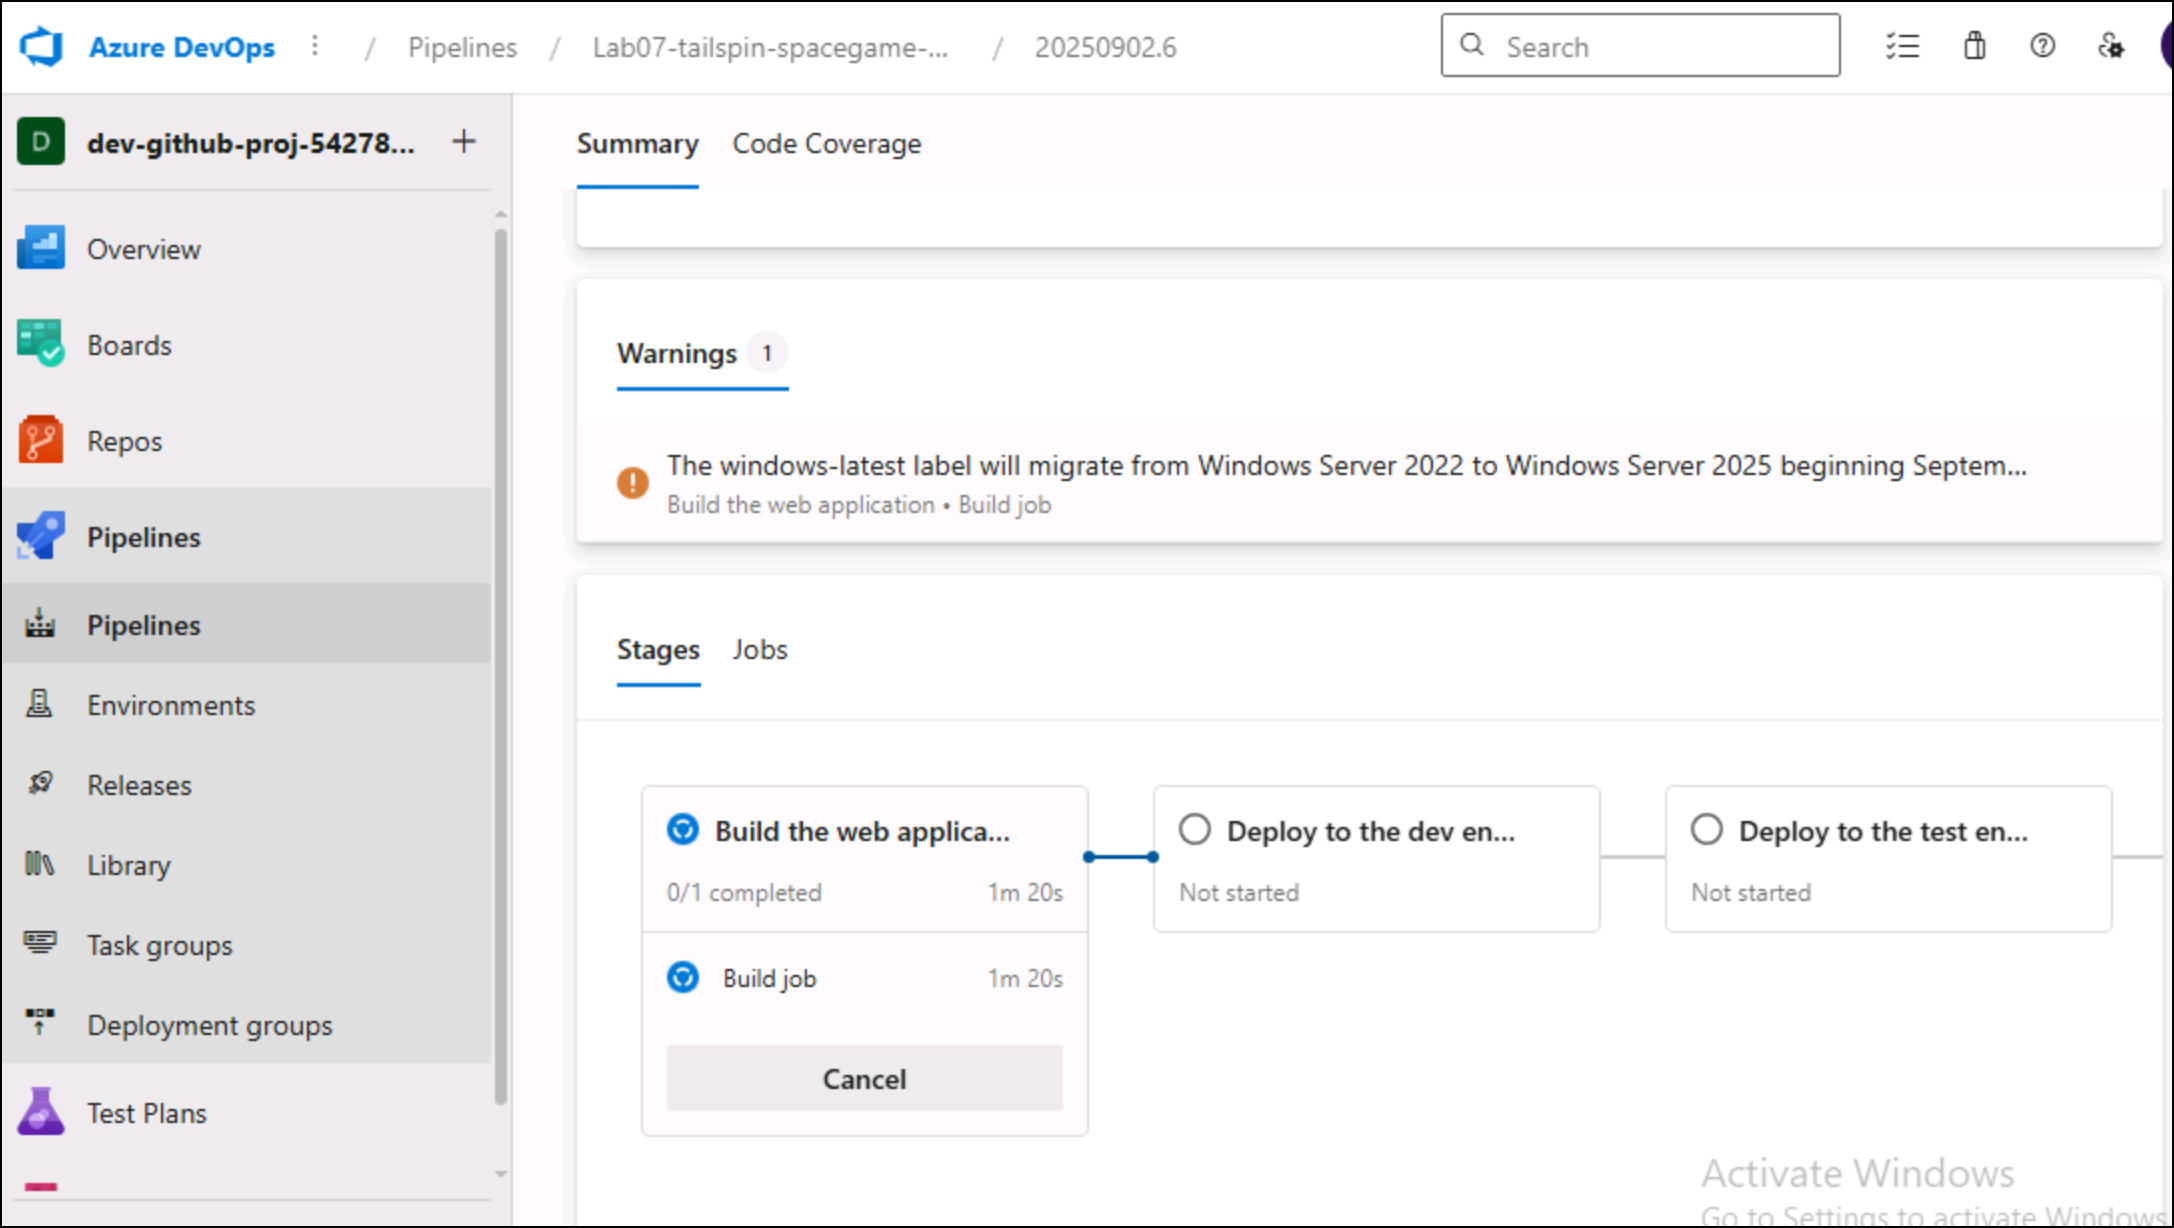 Azure DevOps / Pipelines / Lab07-tailspin-spacegame-... / 20250902.6 Search
D dev-github-proj-54278... +
Summary Code Coverage
Overview
Boards
Repos
Pipelines
Pipelines
Environments
Releases
Library
Task groups
Deployment groups
Test Plans
Warnings 1
The windows-latest label will migrate from Windows Server 2022 to Windows Server 2025 beginning Septem...
Build the web application • Build job
Stages Jobs
Build the web applica...
0/1 completed 1m 20s
Build job 1m 20s
Cancel
Deploy to the dev en...
Not started
Deploy to the test en...
Not started
Activate Windows
Go to Settings to activate Windows